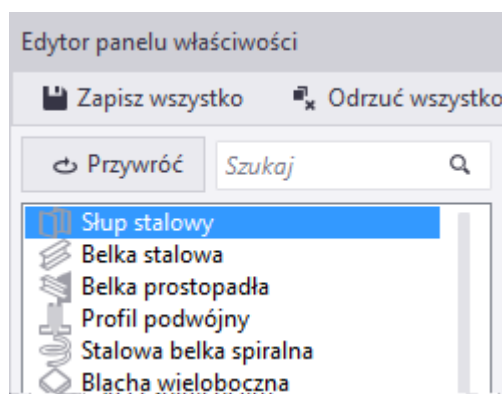 Edytor panelu właściwości
Zapisz wszystko Odrzuć wszystko
Przywróć Szukaj
Słup stalowy
Belka stalowa
Belka prostopadła
Profil podwójny
Stalowa belka spiralna
Blacha wieloboczna